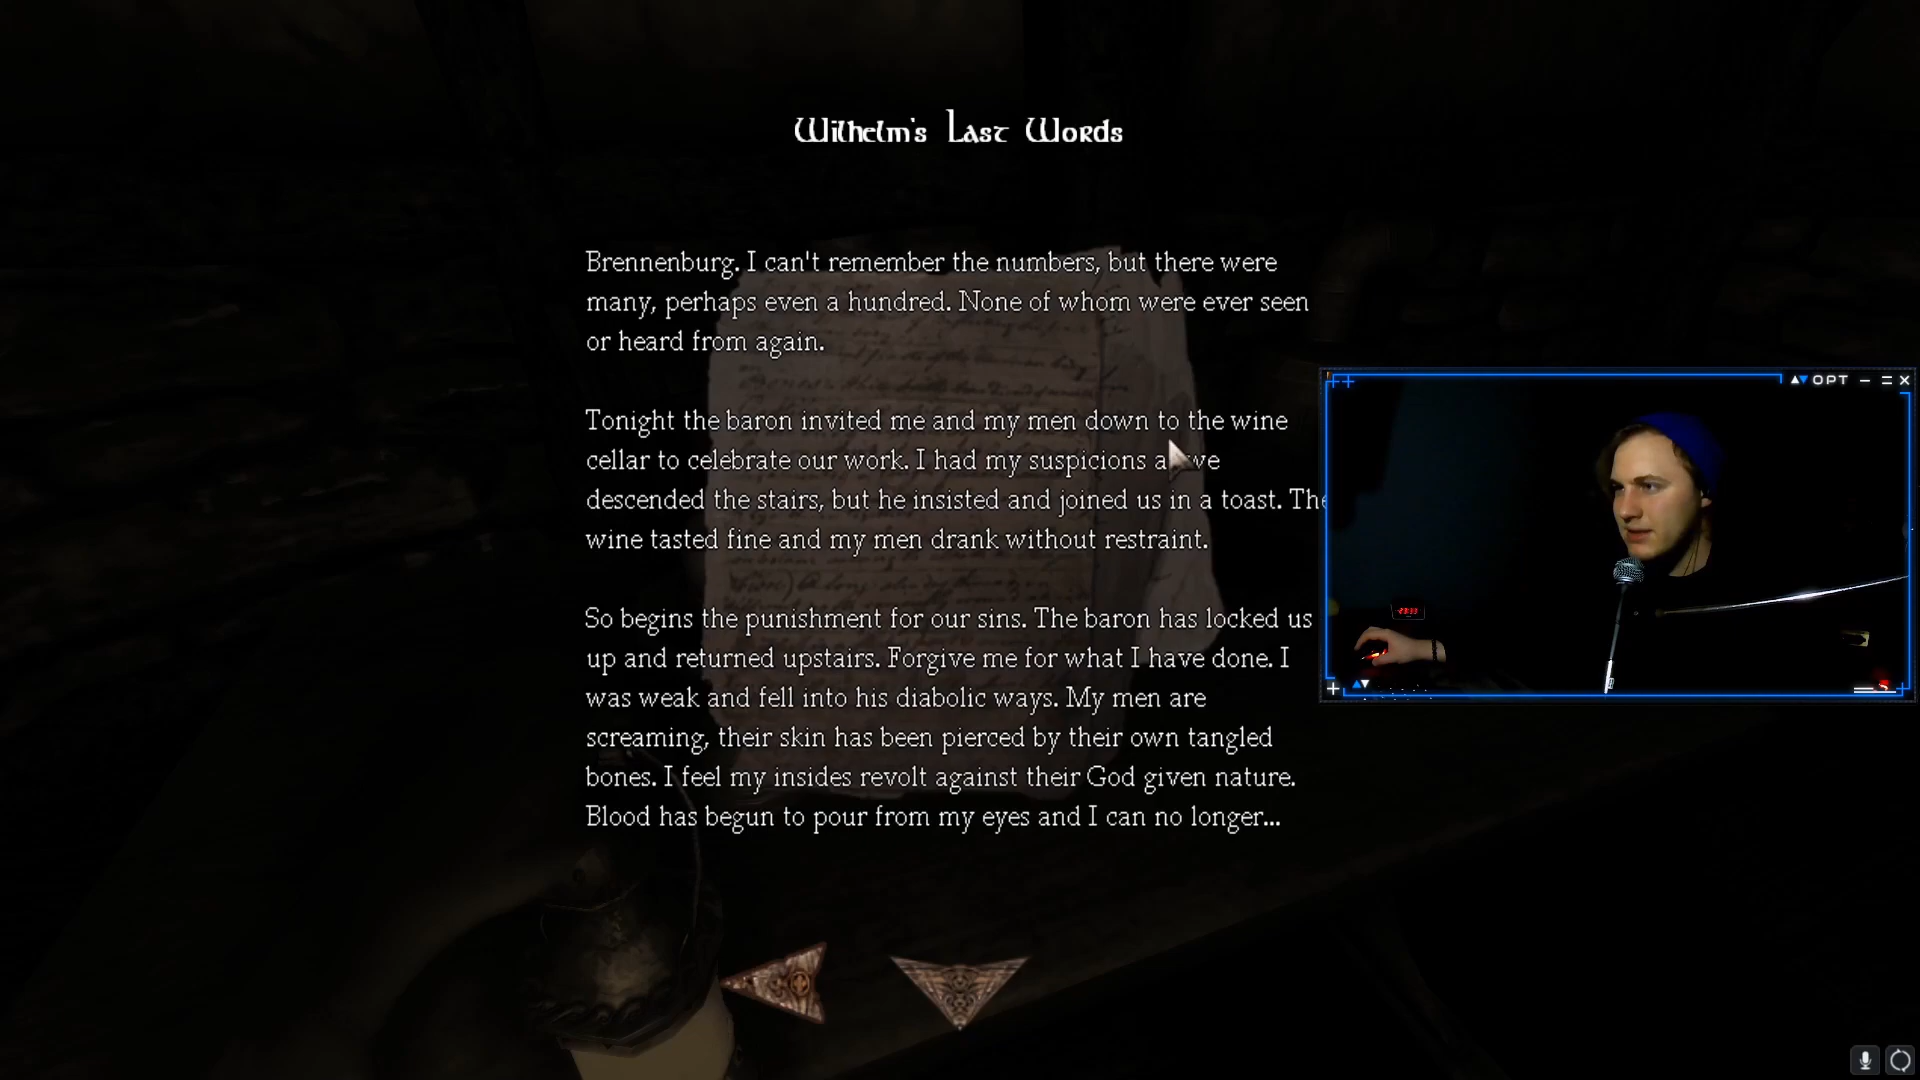 Wilhelm's Last Words
Brennenburg. I can't remember the numbers, but there were
many, perhaps even a hundred. None of whom were ever seen
or heard from again.
Tonight the baron invited me and my men down to the wine
cellar to celebrate our work. I had my suspicions a we
descended the stairs, but he insisted and joined us in a toast. The
wine tasted fine and my men drank without restraint.
So begins the punishment for our sins. The baron has locked us
up and returned upstairs. Forgive me for what I have done. I
was weak and fell into his diabolic ways. My men are
screaming, their skin has been pierced by their own tangled
bones. I feel my insides revolt against their God given nature.
Blood has begun to pour from my eyes and I can no longer...
OPT